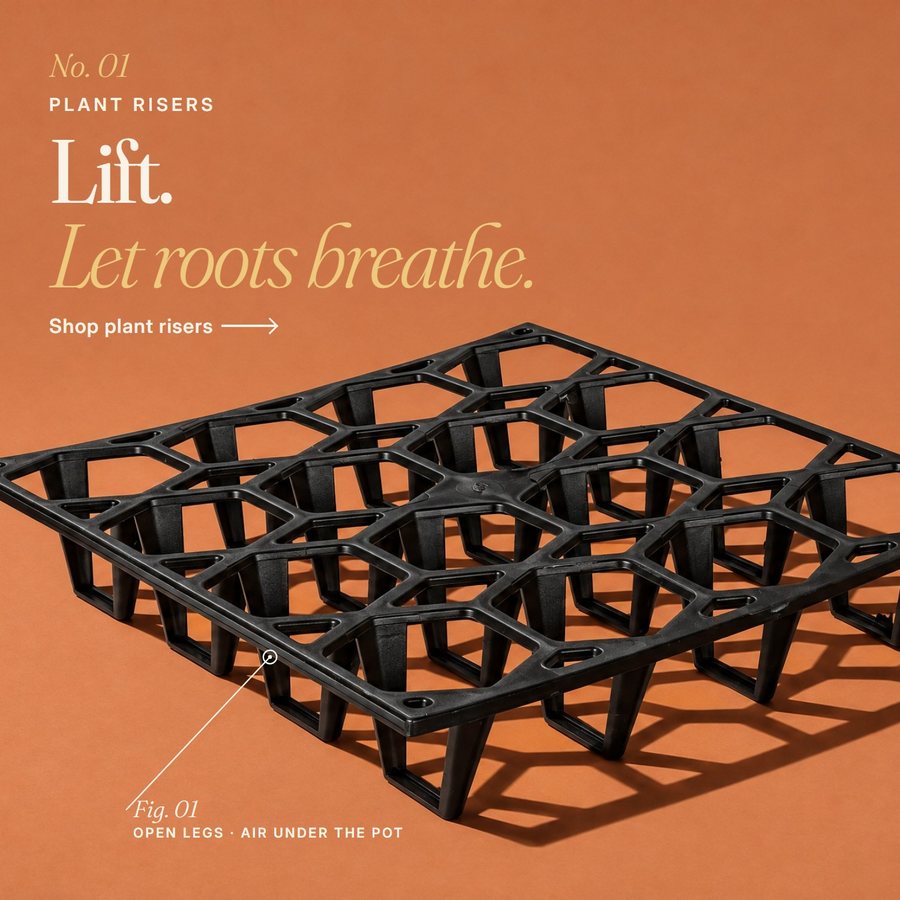 No. 01
PLANT RISERS
Lift.
Let roots breathe.
Shop plant risers
Fig. 01
OPEN LEGS · AIR UNDER THE POT